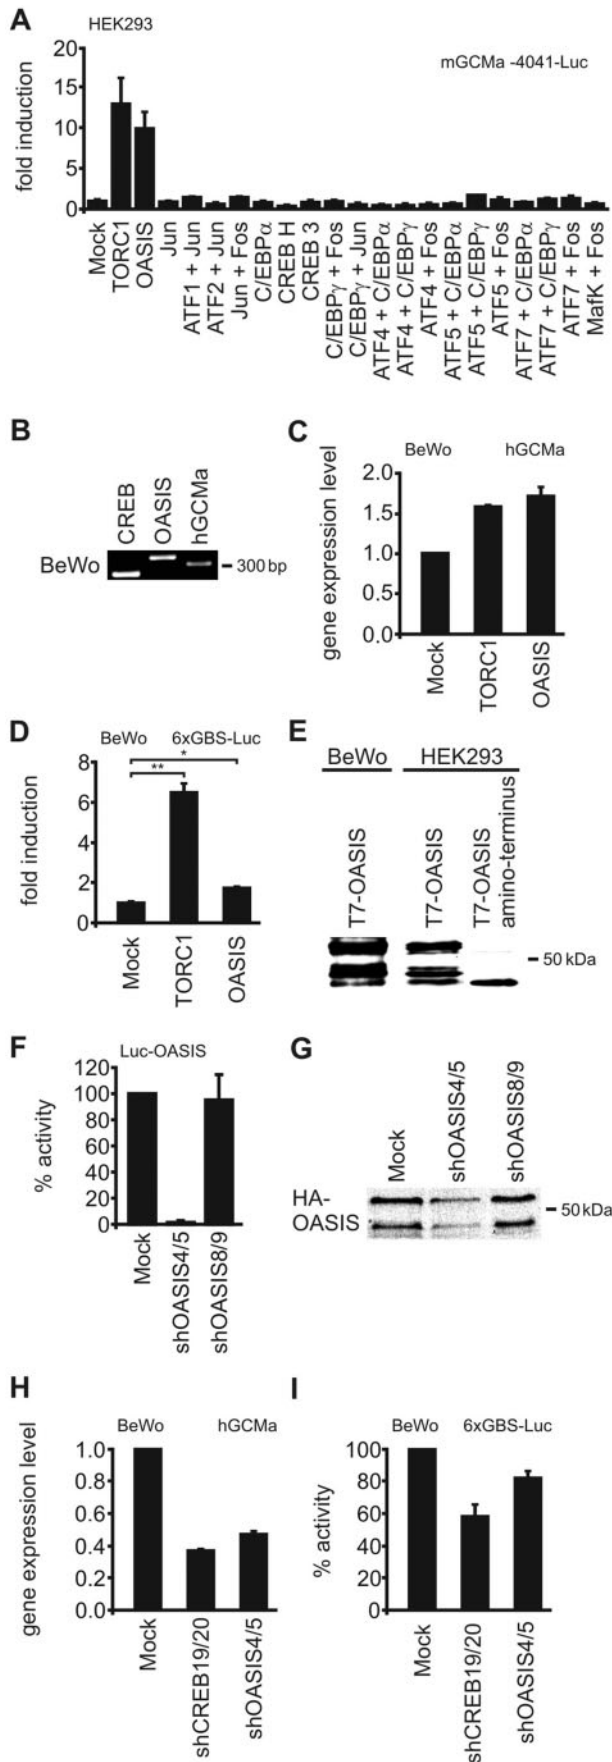 A
HEK293
mGCMa -4041-Luc
fold induction
20
15
10
5
0
Mock
TORC1
OASIS
Jun
ATF1 + Jun
ATF2 + Jun
Jun + Fos
C/EBPα
CREB H
CREB 3
C/EBPγ + Fos
C/EBPγ + Jun
ATF4 + C/EBPα
ATF4 + C/EBPγ
ATF4 + Fos
ATF5 + C/EBPα
ATF5 + C/EBPγ
ATF5 + Fos
ATF7 + C/EBPα
ATF7 + C/EBPγ
ATF7 + Fos
MafK + Jun
B
CREB
OASIS
hGCMa
BeWo
300 bp
C
BeWo
hGCMa
gene expression level
2.0
1.5
1.0
0.5
0.0
Mock
TORC1
OASIS
D
BeWo
6xGBS-Luc
*
**
fold induction
8
6
4
2
0
Mock
TORC1
OASIS
E
BeWo
HEK293
T7-OASIS
T7-OASIS
T7-OASIS
amino-terminus
50 kDa
F
Luc-OASIS
% activity
120
100
80
60
40
20
0
Mock
shOASIS4/5
shOASIS8/9
G
Mock
shOASIS4/5
shOASIS8/9
HA-
OASIS
50 kDa
H
BeWo
hGCMa
gene expression level
1.0
0.8
0.6
0.4
0.2
0.0
Mock
shCREB19/20
shOASIS4/5
I
BeWo
6xGBS-Luc
% activity
100
80
60
40
20
0
Mock
shCREB19/20
shOASIS4/5